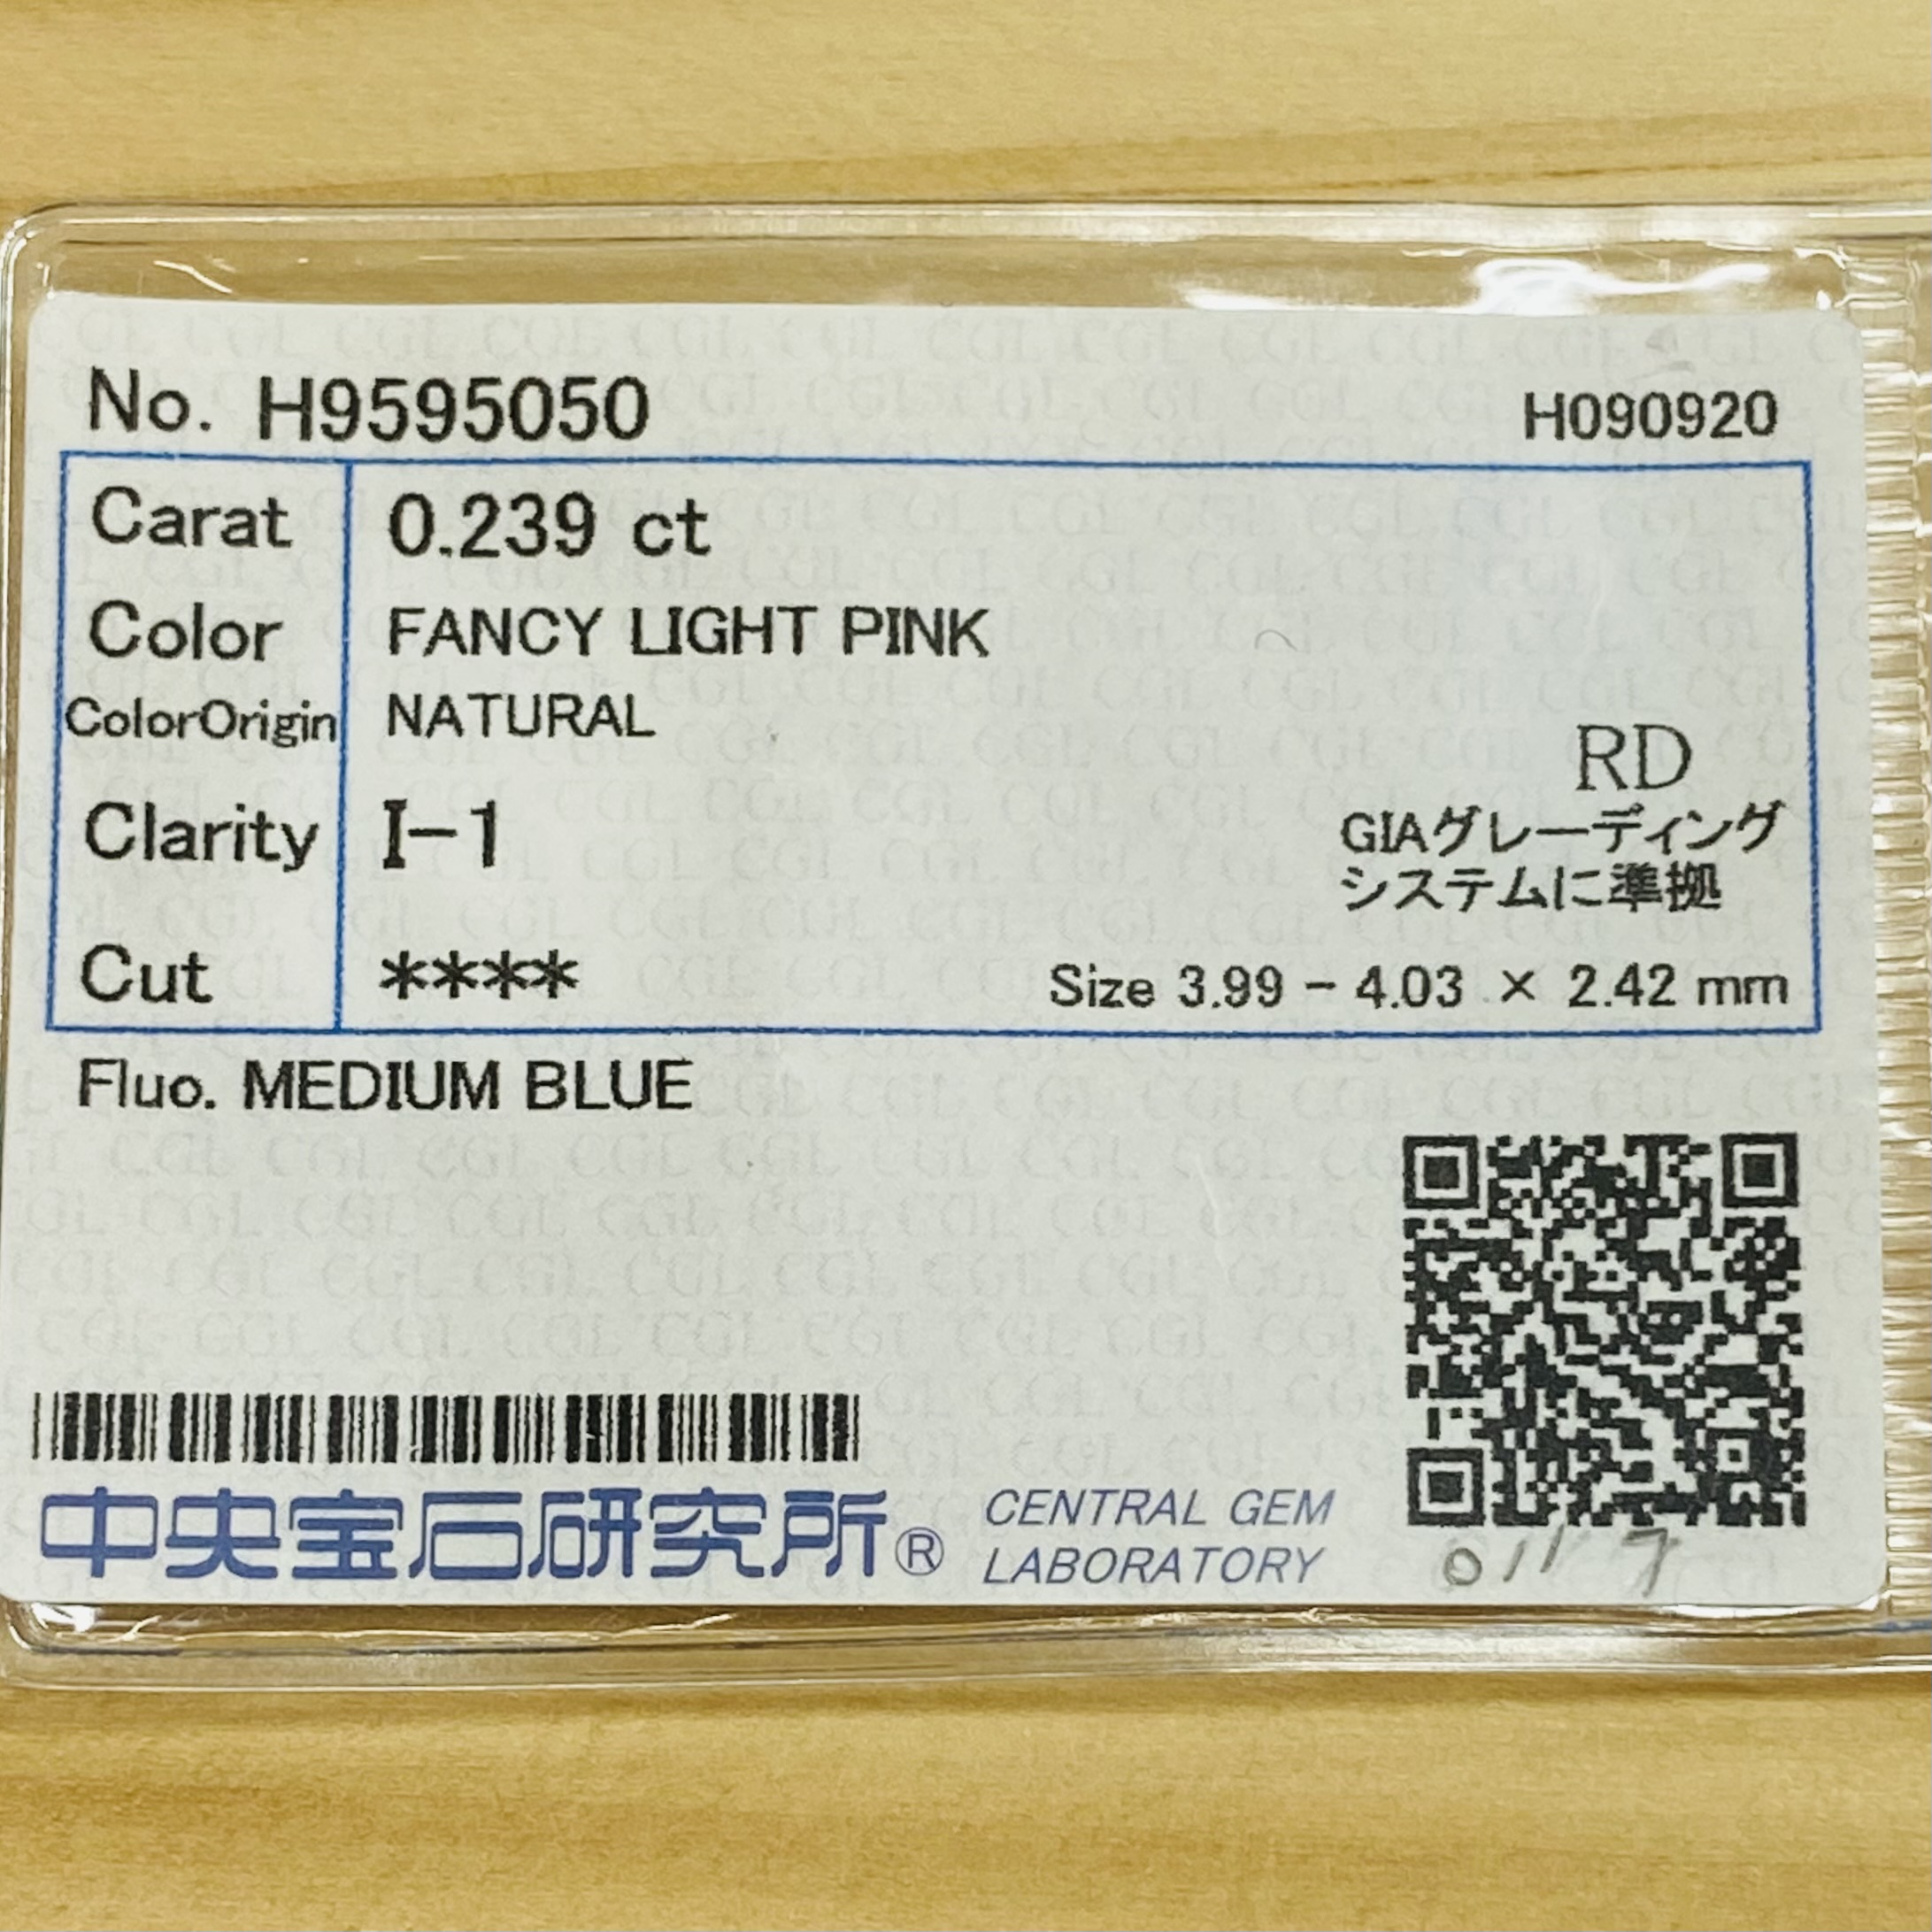 No. H9595050 H090920
Carat 0.239 ct
Color FANCY LIGHT PINK
ColorOrigin NATURAL
RD
Clarity I-1
GIAグレーディング
システムに準拠
Cut ****
Size 3.99 - 4.03 × 2.42 mm
Fluo. MEDIUM BLUE
中央宝石研究所®
CENTRAL GEM
LABORATORY